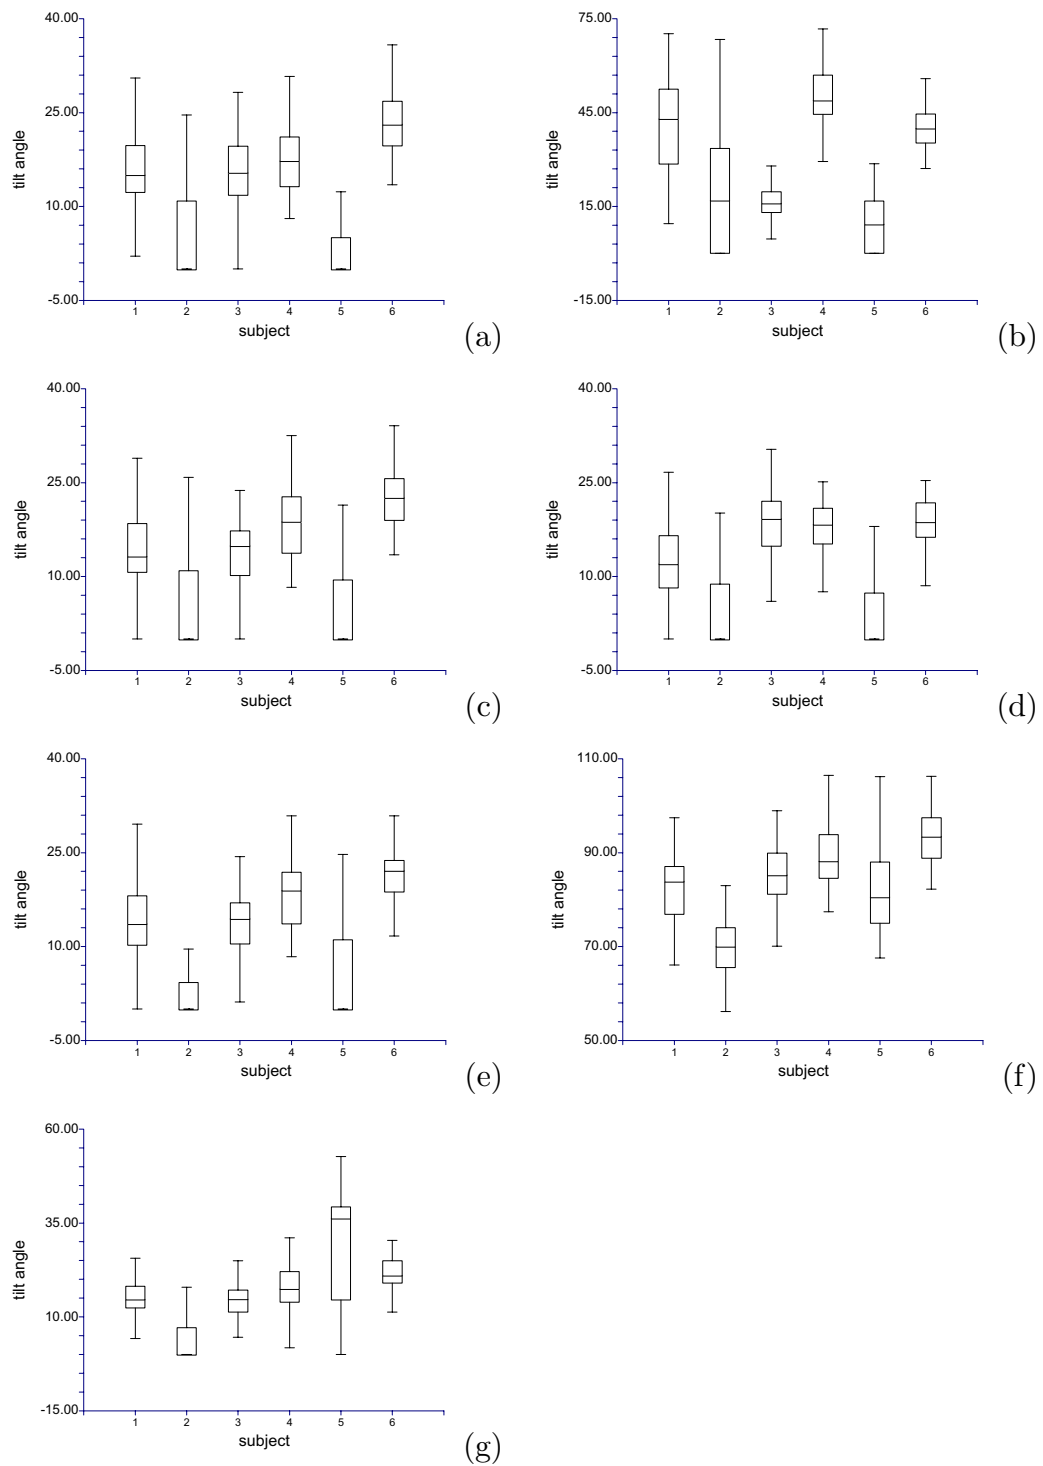 40.00
25.00
10.00
-5.00
tilt angle
1 2 3 4 5 6
subject
(a)
75.00
45.00
15.00
-15.00
tilt angle
1 2 3 4 5 6
subject
(b)
40.00
25.00
10.00
-5.00
tilt angle
1 2 3 4 5 6
subject
(c)
40.00
25.00
10.00
-5.00
tilt angle
1 2 3 4 5 6
subject
(d)
40.00
25.00
10.00
-5.00
tilt angle
1 2 3 4 5 6
subject
(e)
110.00
90.00
70.00
50.00
tilt angle
1 2 3 4 5 6
subject
(f)
60.00
35.00
10.00
-15.00
tilt angle
1 2 3 4 5 6
subject
(g)